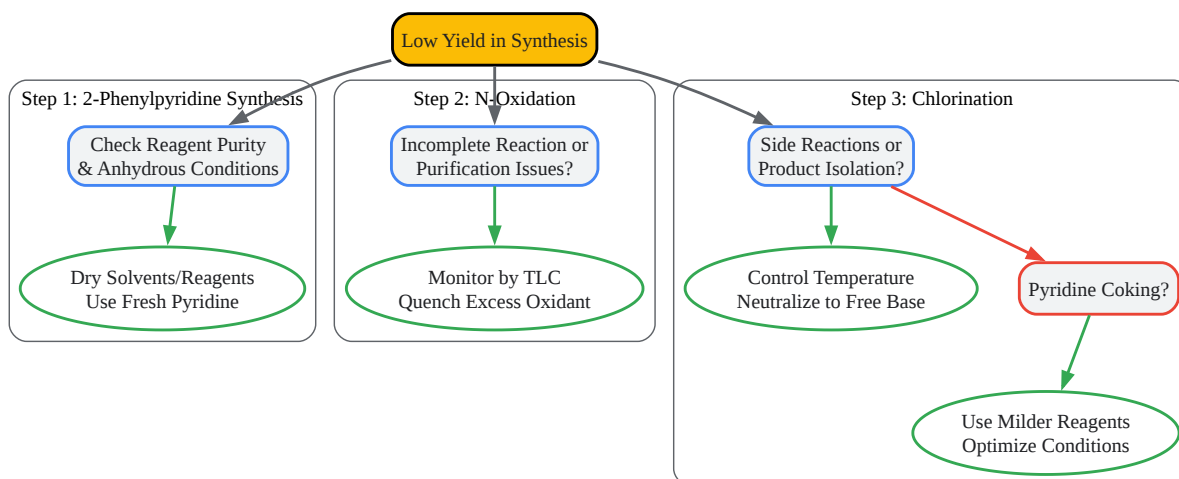 Low Yield in Synthesis
Step 1: 2-Phenylpyridine Synthesis
Check Reagent Purity
& Anhydrous Conditions
Dry Solvents/Reagents
Use Fresh Pyridine
Step 2: N-Oxidation
Incomplete Reaction or
Purification Issues?
Monitor by TLC
Quench Excess Oxidant
Step 3: Chlorination
Side Reactions or
Product Isolation?
Control Temperature
Neutralize to Free Base
Pyridine Coking?
Use Milder Reagents
Optimize Conditions